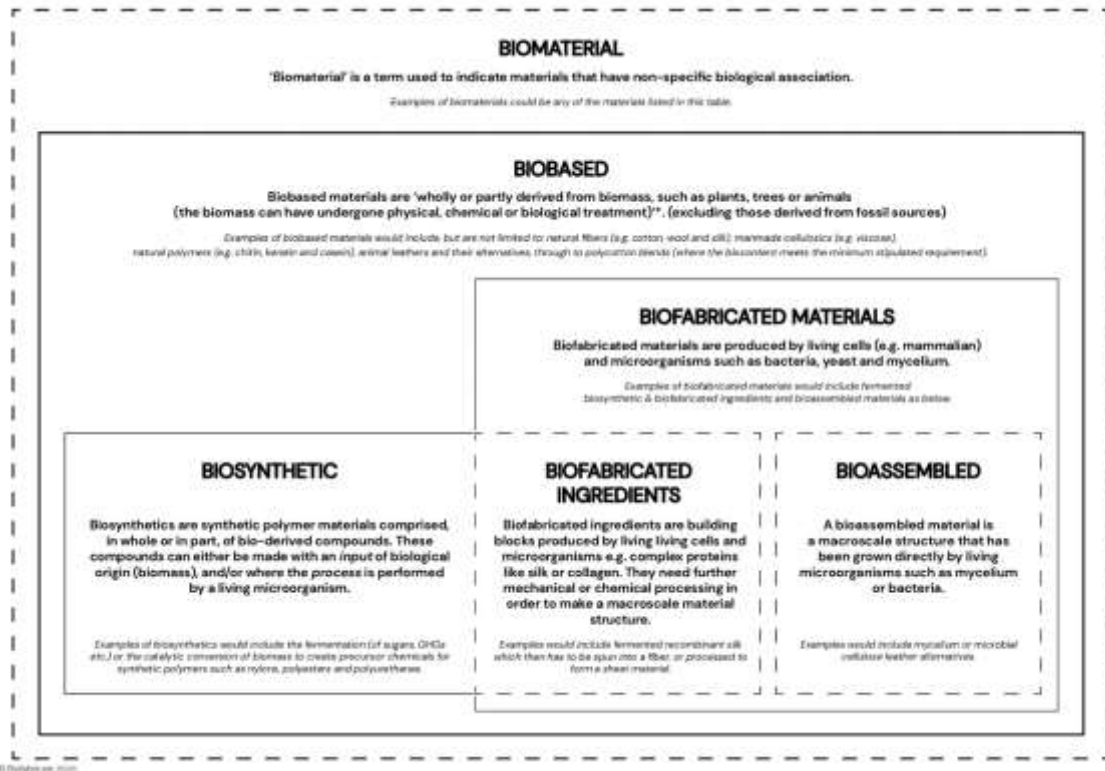 BIOMATERIAL
'Biomaterial' is a term used to indicate materials that have non-specific biological association.
Examples of biomaterials could be any of the materials listed in this table.
BIOBASED
Biobased materials are 'wholly or partly derived from biomass, such as plants, trees or animals
(the biomass can have undergone physical, chemical or biological treatment)'*. (excluding those derived from fossil sources)
Examples of biobased materials would include, but are not limited to: natural fibers (e.g. cotton, wool and silk), manmade cellulosics (e.g. viscose),
natural polymers (e.g. chitin, keratin and casein), animal leathers and their alternatives, through to polycotton blends (where the biocontent meets the minimum stipulated requirement).
BIOFABRICATED MATERIALS
Biofabricated materials are produced by living cells (e.g. mammalian)
and microorganisms such as bacteria, yeast and mycelium.
Examples of biofabricated materials would include fermented
biosynthetic & biofabricated ingredients and bioassembled materials as below
BIOSYNTHETIC
Biosynthetics are synthetic polymer materials comprised,
in whole or in part, of bio-derived compounds. These
compounds can either be made with an input of biological
origin (biomass), and/or where the process is performed
by a living microorganism.
Examples of biosynthetics would include the fermentation (of sugars, GHGs
etc.) or the catalytic conversion of biomass to create precursor chemicals for
synthetic polymers such as nylons, polyesters and polyurethanes
BIOFABRICATED
INGREDIENTS
Biofabricated ingredients are building
blocks produced by living living cells and
microorganisms e.g. complex proteins
like silk or collagen. They need further
mechanical or chemical processing in
order to make a macroscale material
structure.
Examples would include fermented recombinant silk
which then has to be spun into a fiber, or processed to
form a sheet material.
BIOASSEMBLED
A bioassembled material is
a macroscale structure that has
been grown directly by living
microorganisms such as mycelium
or bacteria.
Examples would include mycelium or microbial
cellulose leather alternatives